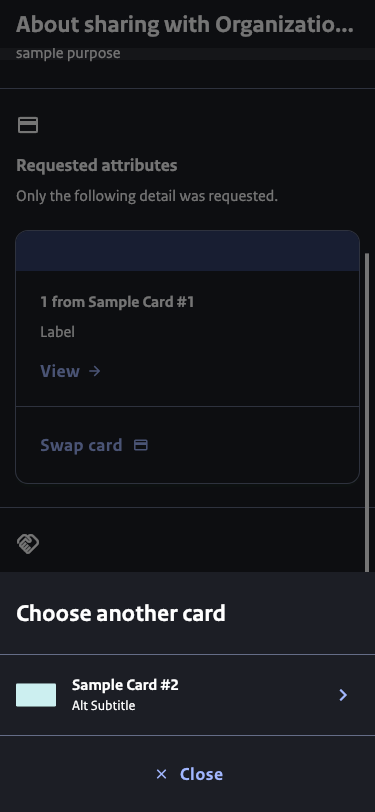 About sharing with Organizatio...
sample purpose
Requested attributes
Only the following detail was requested.
1 from Sample Card #1
Label
View
Swap card
Choose another card
Sample Card #2
Alt Subtitle
Close